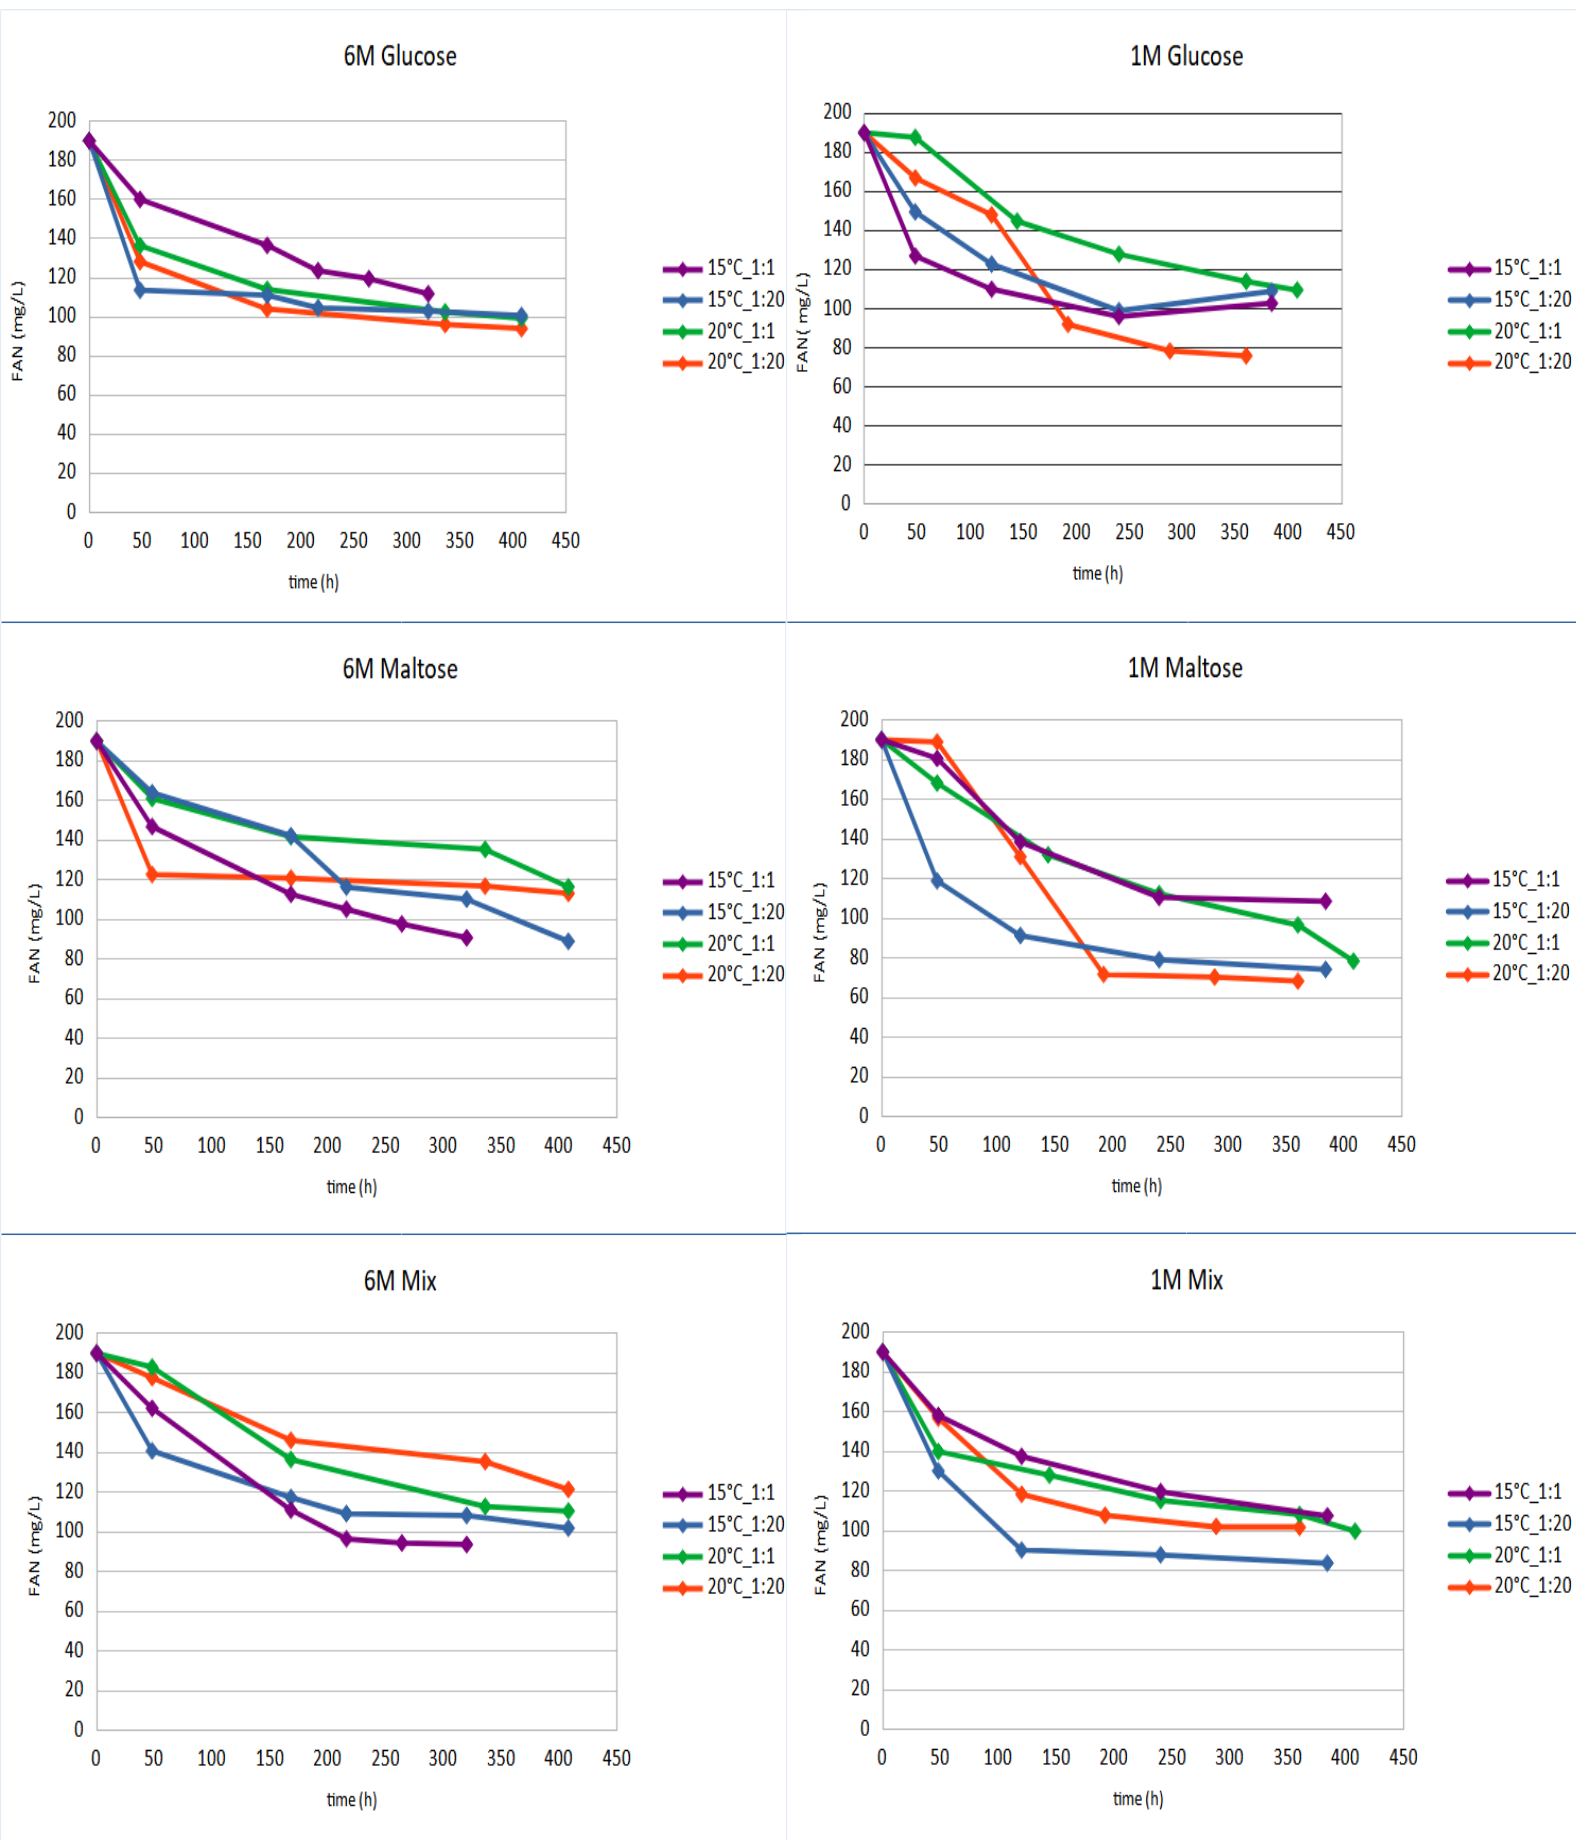 6M Glucose
200
180
160
140
120
100
80
60
40
20
0
FAN (mg/L)
0 50 100 150 200 250 300 350 400 450
time (h)
15°C_1:1
15°C_1:20
20°C_1:1
20°C_1:20
1M Glucose
200
180
160
140
120
100
80
60
40
20
0
FAN( mg/L)
0 50 100 150 200 250 300 350 400 450
time (h)
15°C_1:1
15°C_1:20
20°C_1:1
20°C_1:20
6M Maltose
200
180
160
140
120
100
80
60
40
20
0
FAN (mg/L)
0 50 100 150 200 250 300 350 400 450
time (h)
15°C_1:1
15°C_1:20
20°C_1:1
20°C_1:20
1M Maltose
200
180
160
140
120
100
80
60
40
20
0
FAN (mg/L)
0 50 100 150 200 250 300 350 400 450
time (h)
15°C_1:1
15°C_1:20
20°C_1:1
20°C_1:20
6M Mix
200
180
160
140
120
100
80
60
40
20
0
FAN (mg/L)
0 50 100 150 200 250 300 350 400 450
time (h)
15°C_1:1
15°C_1:20
20°C_1:1
20°C_1:20
1M Mix
200
180
160
140
120
100
80
60
40
20
0
FAN (mg/L)
0 50 100 150 200 250 300 350 400 450
time (h)
15°C_1:1
15°C_1:20
20°C_1:1
20°C_1:20